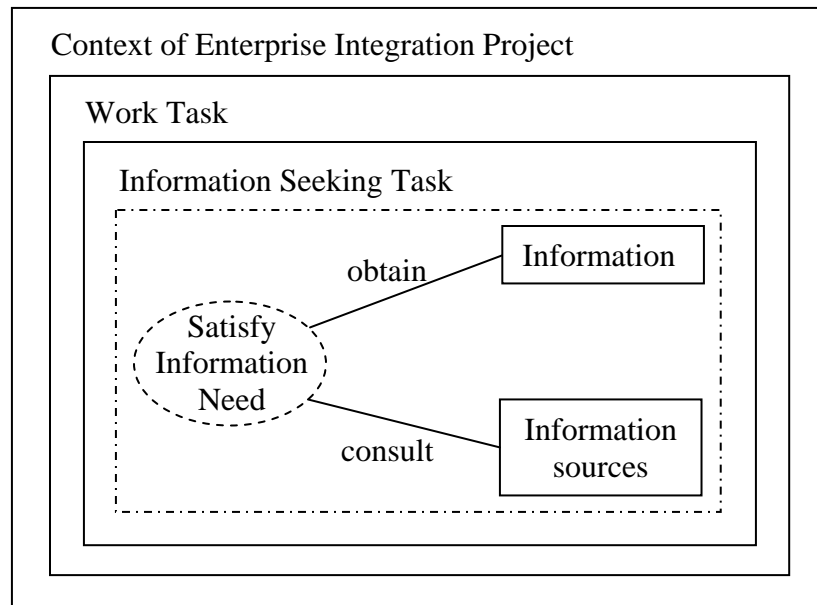 Context of Enterprise Integration Project
Work Task
Information Seeking Task
obtain
Information
Satisfy
Information
Need
consult
Information
sources